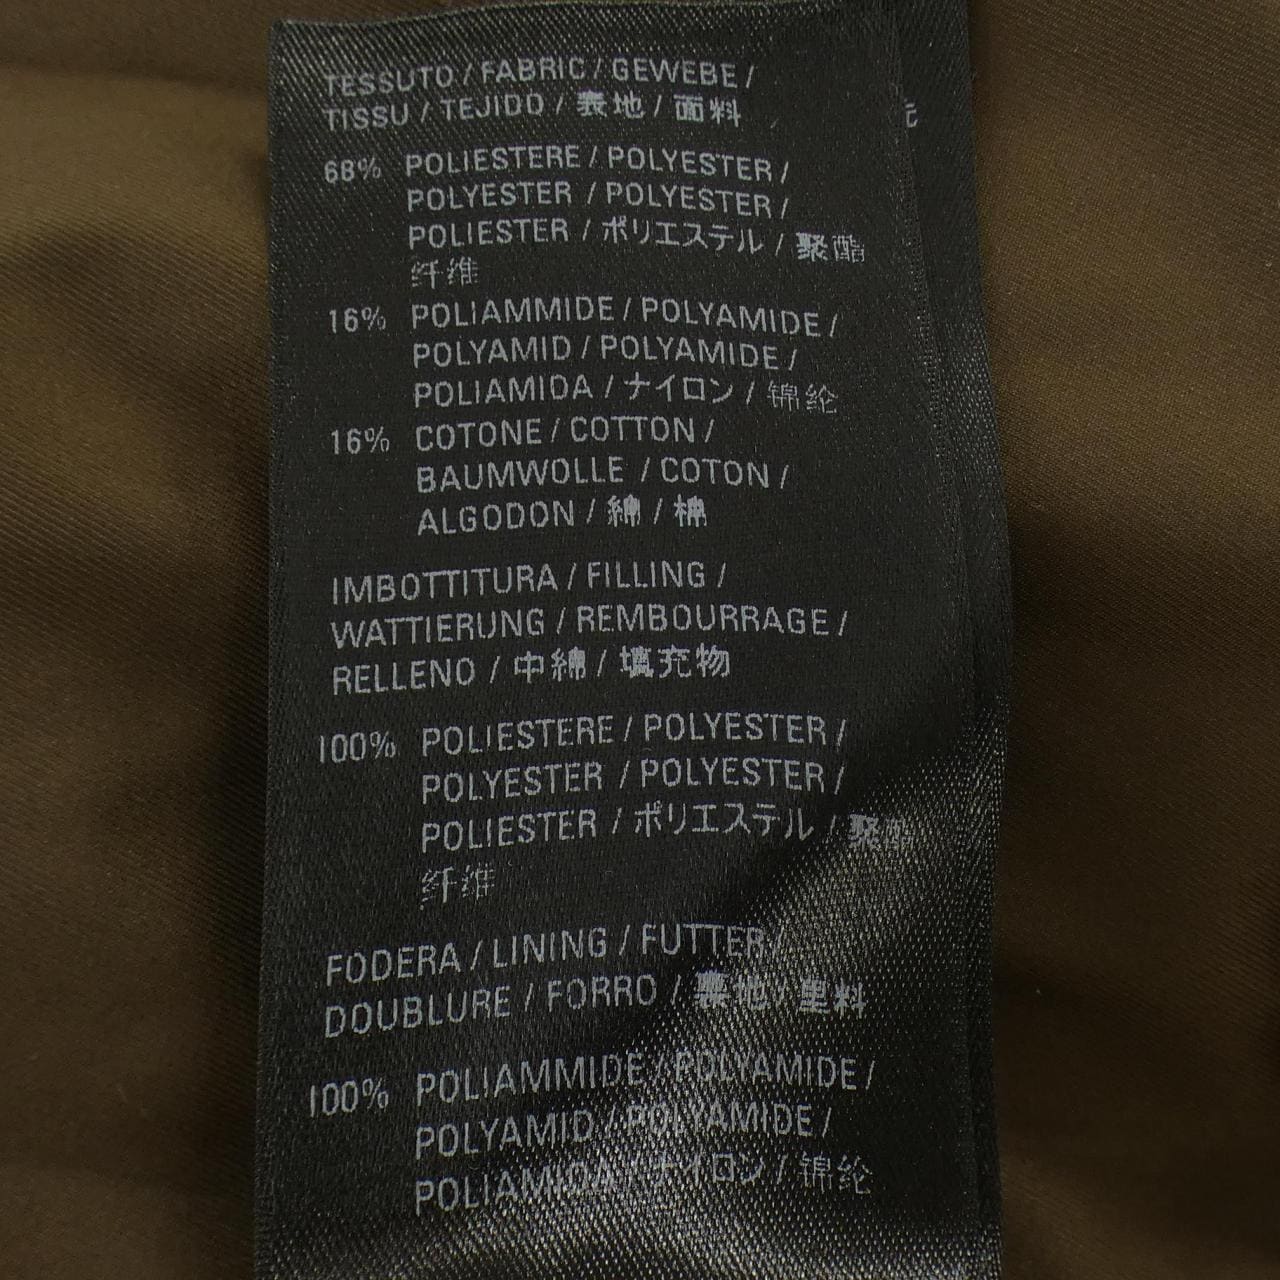 TESSUTO / FABRIC / GEWEBE /
TISSU / TEJIDO / 表地 / 面料
68% POLIESTERE / POLYESTER /
POLYESTER / POLYESTER /
POLIESTER / ポリエステル / 聚酯
纤维
16% POLIAMMIDE / POLYAMIDE /
POLYAMID / POLYAMIDE /
POLIAMIDA / ナイロン / 锦纶
16% COTONE / COTTON /
BAUMWOLLE / COTON /
ALGODON / 綿 / 棉
IMBOTTITURA / FILLING /
WATTIERUNG / REMBOURRAGE /
RELLENO / 中綿 / 填充物
100% POLIESTERE / POLYESTER /
POLYESTER / POLYESTER /
POLIESTER / ポリエステル / 聚酯
纤维
FODERA / LINING / FUTTER /
DOUBLURE / FORRO / 裏地 / 里料
100% POLIAMMIDE / POLYAMIDE /
POLYAMID / POLYAMIDE /
POLIAMIDA / ナイロン / 锦纶